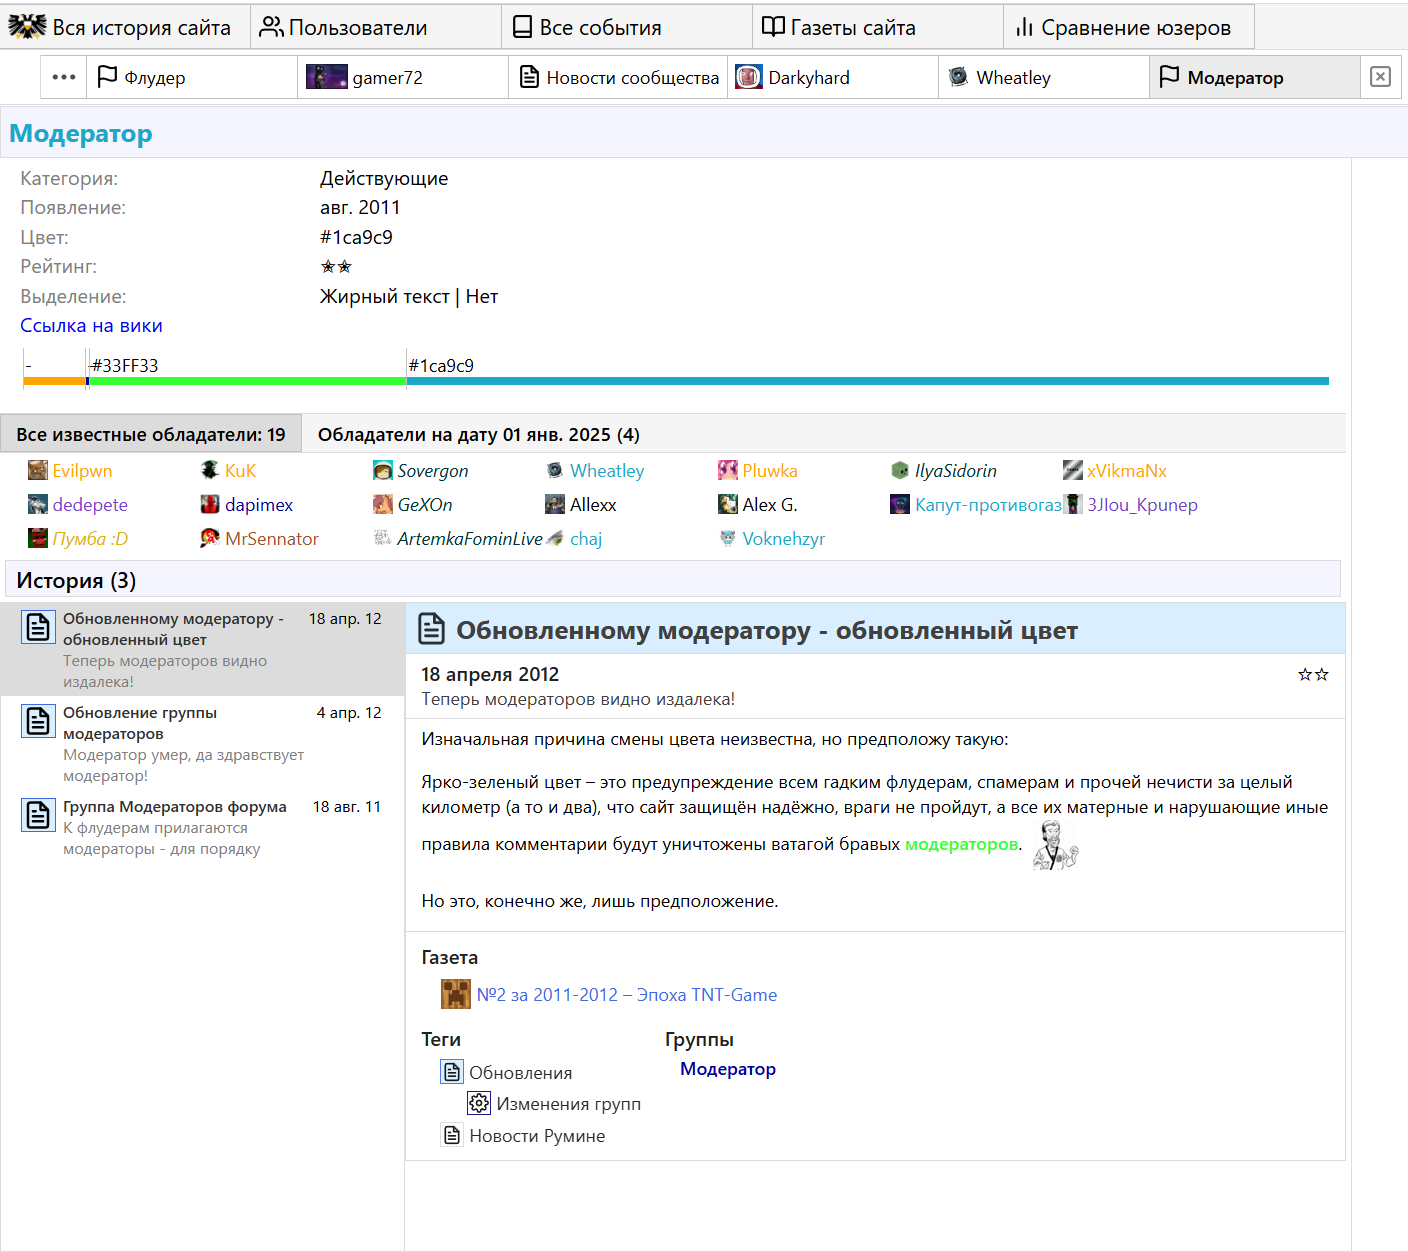 Вся история сайта
Пользователи
Все события
Газеты сайта
Сравнение юзеров
Флудер
gamer72
Новости сообщества
Darkyhard
Wheatley
Модератор
Модератор
Категория: Действующие
Появление: авг. 2011
Цвет: #1ca9c9
Рейтинг: ✭✭
Выделение: Жирный текст | Нет
Ссылка на вики
- #33FF33 #1ca9c9
Все известные обладатели: 19
Обладатели на дату 01 янв. 2025 (4)
Evilpwn KuK Sovergon Wheatley Pluwka IlyaSidorin xVikmaNx
dedepete dapimex GeXOn Allexx Alex G. Капут-противогаз 3JIou_Kpunep
Пумба :D MrSennator ArtemkaFominLive chaj Voknehzyr
История (3)
Обновленному модератору - 18 апр. 12
обновленный цвет
Теперь модераторов видно
издалека!
Обновление группы 4 апр. 12
модераторов
Модератор умер, да здравствует
модератор!
Группа Модераторов форума 18 авг. 11
К флудерам прилагаются
модераторы - для порядку
Обновленному модератору - обновленный цвет
18 апреля 2012 ☆☆
Теперь модераторов видно издалека!
Изначальная причина смены цвета неизвестна, но предположу такую:
Ярко-зеленый цвет – это предупреждение всем гадким флудерам, спамерам и прочей нечисти за целый
километр (а то и два), что сайт защищён надёжно, враги не пройдут, а все их матерные и нарушающие иные
правила комментарии будут уничтожены ватагой бравых модераторов.
Но это, конечно же, лишь предположение.
Газета
№2 за 2011-2012 – Эпоха TNT-Game
Теги
Обновления
Изменения групп
Новости Румине
Группы
Модератор